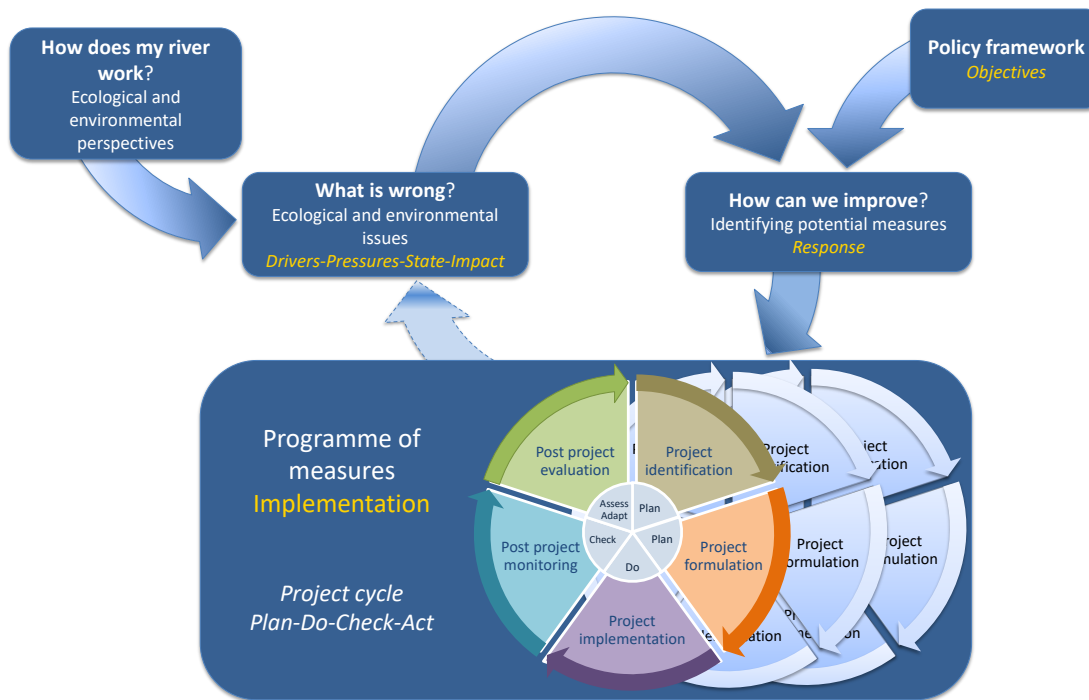 How does my river
work?
Ecological and
environmental
perspectives
Policy framework
Objectives
What is wrong?
Ecological and environmental
issues
Drivers-Pressures-State-Impact
How can we improve?
Identifying potential measures
Response
Programme of
measures
Implementation
Project cycle
Plan-Do-Check-Act
Post project
evaluation
Project
identification
Project
formulation
Project
implementation
Post project
monitoring
Assess
Adapt
Plan
Plan
Do
Check
Project
Project
Project
Project